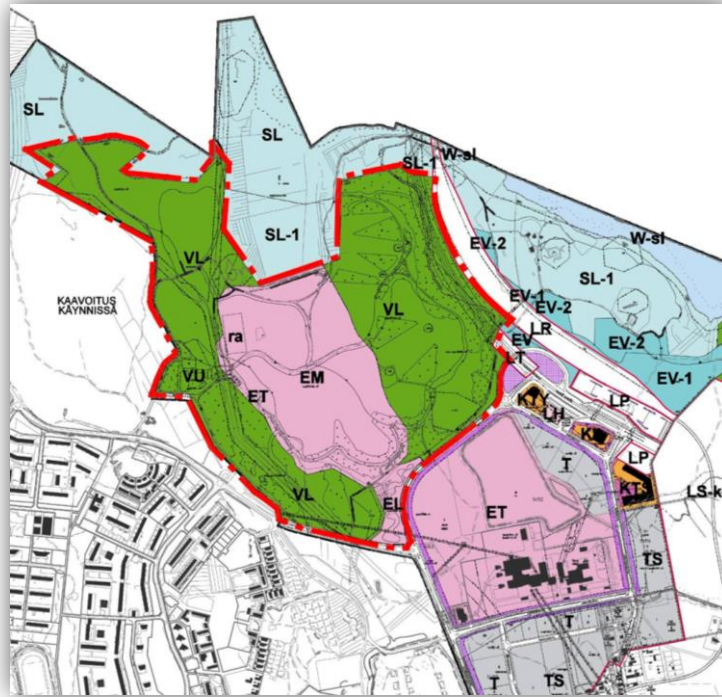 SL
SL
SL-1
W-sl
SL-1
EV-2
W-sl
SL-1
VL
EV-1
EV-2
KAAVOITUS
KÄYNNISSÄ
VL
ra
EM
LR
EV
EV-2
LT
EV-1
VU
ET
LP
LH
T
LP
VL
EL
ET
KTS
LS-k
TS
T
T
TS